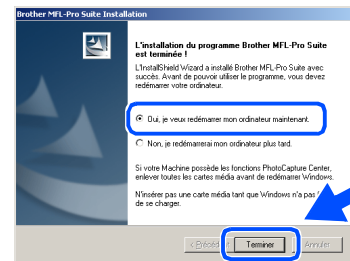 Brother MFL-Pro Suite Installation
L'installation du programme Brother MFL-Pro Suite
est terminée !
L'InstallShield Wizard a installé Brother MFL-Pro Suite avec
succès. Avant de pouvoir utiliser le programme, vous devez
redémarrer votre ordinateur.
Oui, je veux redémarrer mon ordinateur maintenant.
Non, je redémarrerai mon ordinateur plus tard.
Si votre Machine possède les fonctions PhotoCapture Center,
enlever toutes les cartes média avant de redémarrer Windows.
N'insérer pas une carte média tant que Windows n'a pas
de se charger.
< Précédent Terminer Annuler